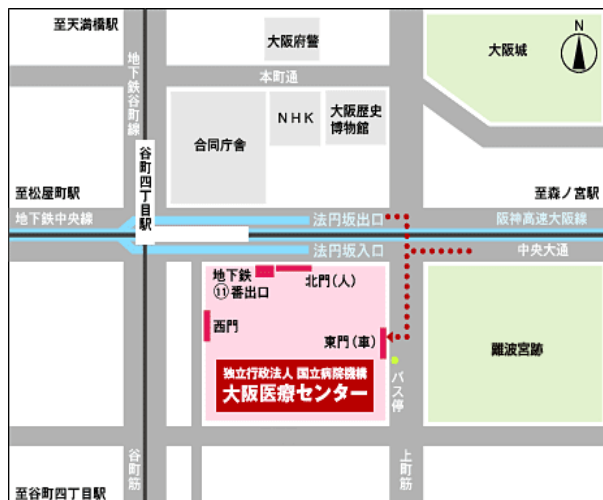 至天満橋駅
地下鉄谷町線
大阪府警
大阪城
N
本町通
NHK
大阪歴史
博物館
合同庁舎
谷町四丁目駅
至松屋町駅
至森ノ宮駅
地下鉄中央線
法円坂出口
阪神高速大阪線
法円坂入口
中央大通
地下鉄
⑪番出口
北門(人)
西門
東門(車)
難波宮跡
独立行政法人 国立病院機構
大阪医療センター
バス停
谷町筋
上町筋
至谷町四丁目駅